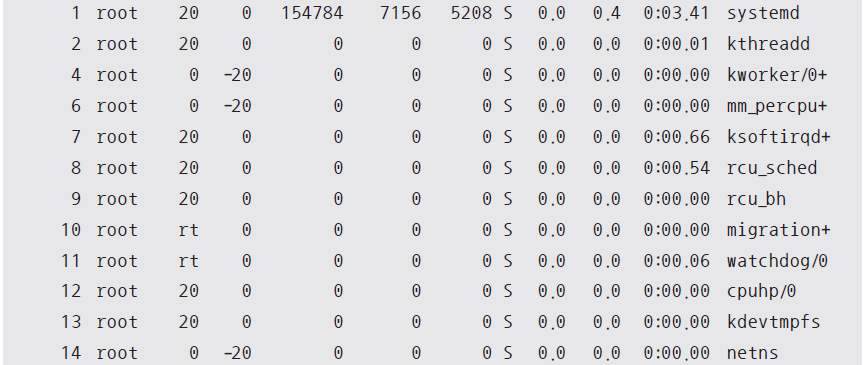 1 root 20 0 154784 7156 5208 S 0.0 0.4 0:03.41 systemd
2 root 20 0 0 0 0 S 0.0 0.0 0:00.01 kthreadd
4 root 0 -20 0 0 0 S 0.0 0.0 0:00.00 kworker/0+
6 root 0 -20 0 0 0 S 0.0 0.0 0:00.00 mm_percpu+
7 root 20 0 0 0 0 S 0.0 0.0 0:00.66 ksoftirqd+
8 root 20 0 0 0 0 S 0.0 0.0 0:00.54 rcu_sched
9 root 20 0 0 0 0 S 0.0 0.0 0:00.00 rcu_bh
10 root rt 0 0 0 0 S 0.0 0.0 0:00.00 migration+
11 root rt 0 0 0 0 S 0.0 0.0 0:00.06 watchdog/0
12 root 20 0 0 0 0 S 0.0 0.0 0:00.00 cpuhp/0
13 root 20 0 0 0 0 S 0.0 0.0 0:00.00 kdevtmpfs
14 root 0 -20 0 0 0 S 0.0 0.0 0:00.00 netns